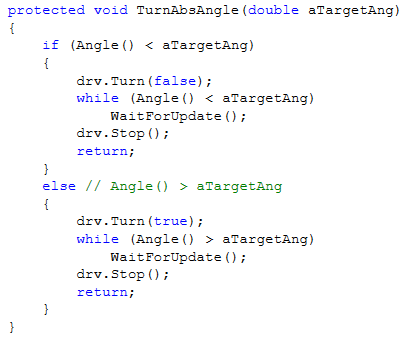 protected void TurnAbsAngle(double aTargetAng)
{
    if (Angle() < aTargetAng)
    {
        drv.Turn(false);
        while (Angle() < aTargetAng)
            WaitForUpdate();
        drv.Stop();
        return;
    }
    else // Angle() > aTargetAng
    {
        drv.Turn(true);
        while (Angle() > aTargetAng)
            WaitForUpdate();
        drv.Stop();
        return;
    }
}